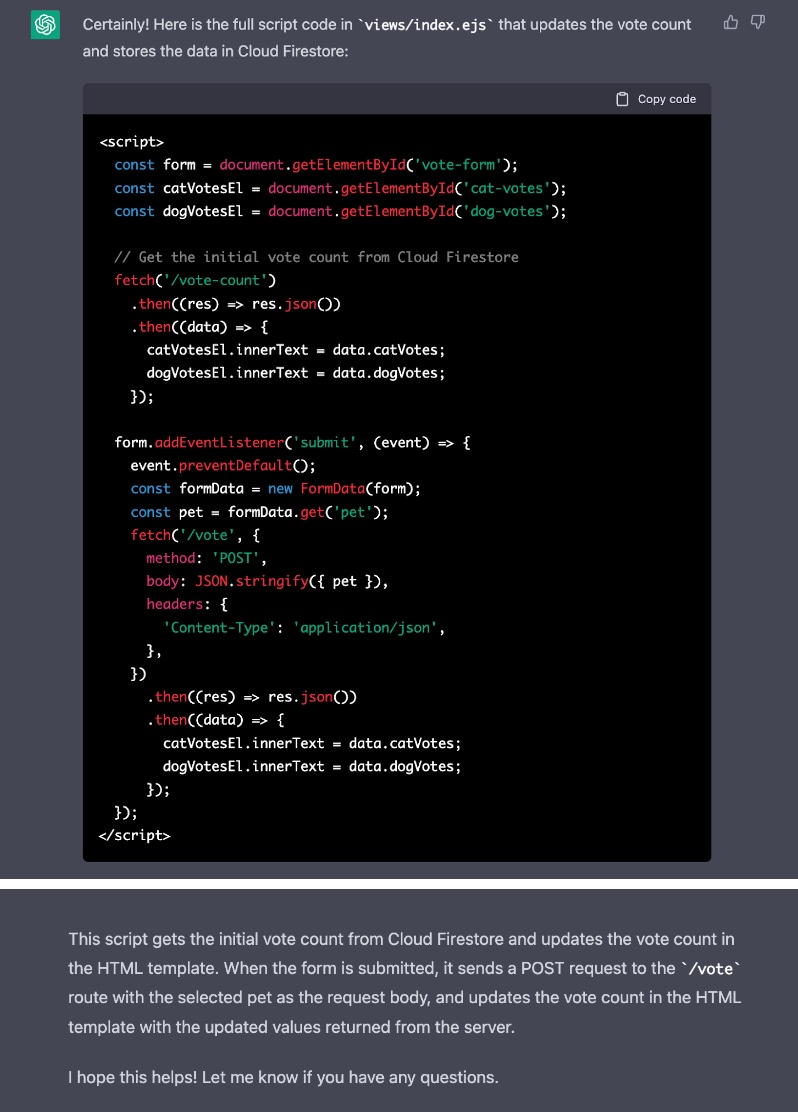 Certainly! Here is the full script code in `views/index.ejs` that updates the vote count
and stores the data in Cloud Firestore:
Copy code
<script>
  const form = document.getElementById('vote-form');
  const catVotesEl = document.getElementById('cat-votes');
  const dogVotesEl = document.getElementById('dog-votes');

  // Get the initial vote count from Cloud Firestore
  fetch('/vote-count')
    .then((res) => res.json())
    .then((data) => {
      catVotesEl.innerText = data.catVotes;
      dogVotesEl.innerText = data.dogVotes;
    });

  form.addEventListener('submit', (event) => {
    event.preventDefault();
    const formData = new FormData(form);
    const pet = formData.get('pet');
    fetch('/vote', {
      method: 'POST',
      body: JSON.stringify({ pet }),
      headers: {
        'Content-Type': 'application/json',
      },
    })
      .then((res) => res.json())
      .then((data) => {
        catVotesEl.innerText = data.catVotes;
        dogVotesEl.innerText = data.dogVotes;
      });
  });
</script>
This script gets the initial vote count from Cloud Firestore and updates the vote count in
the HTML template. When the form is submitted, it sends a POST request to the `/vote`
route with the selected pet as the request body, and updates the vote count in the HTML
template with the updated values returned from the server.
I hope this helps! Let me know if you have any questions.